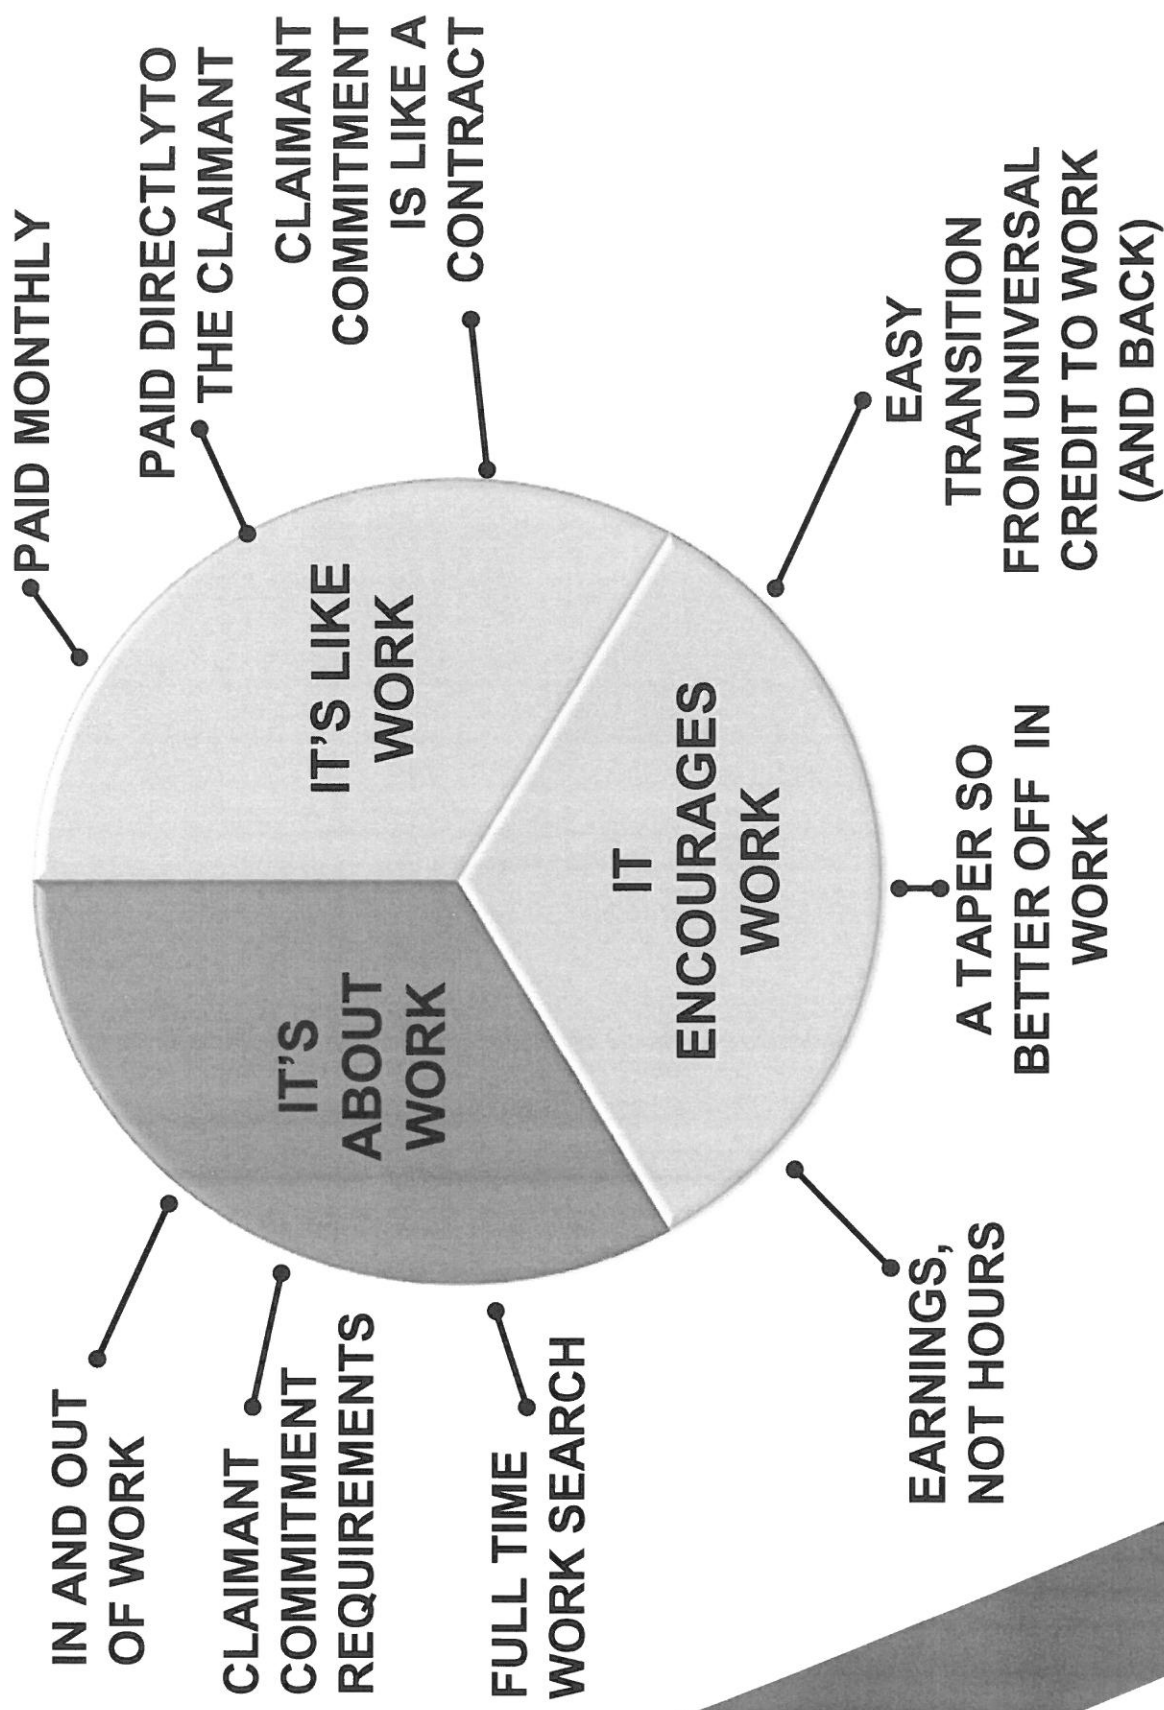 PAID MONTHLY
PAID DIRECTLYTO
THE CLAIMANT
CLAIMANT
COMMITMENT
IS LIKE A
CONTRACT
IT'S LIKE
WORK
EASY
TRANSITION
FROM UNIVERSAL
CREDIT TO WORK
(AND BACK)
IT
ENCOURAGES
WORK
A TAPER SO
BETTER OFF IN
WORK
EARNINGS,
NOT HOURS
IT'S
ABOUT
WORK
FULL TIME
WORK SEARCH
CLAIMANT
COMMITMENT
REQUIREMENTS
IN AND OUT
OF WORK